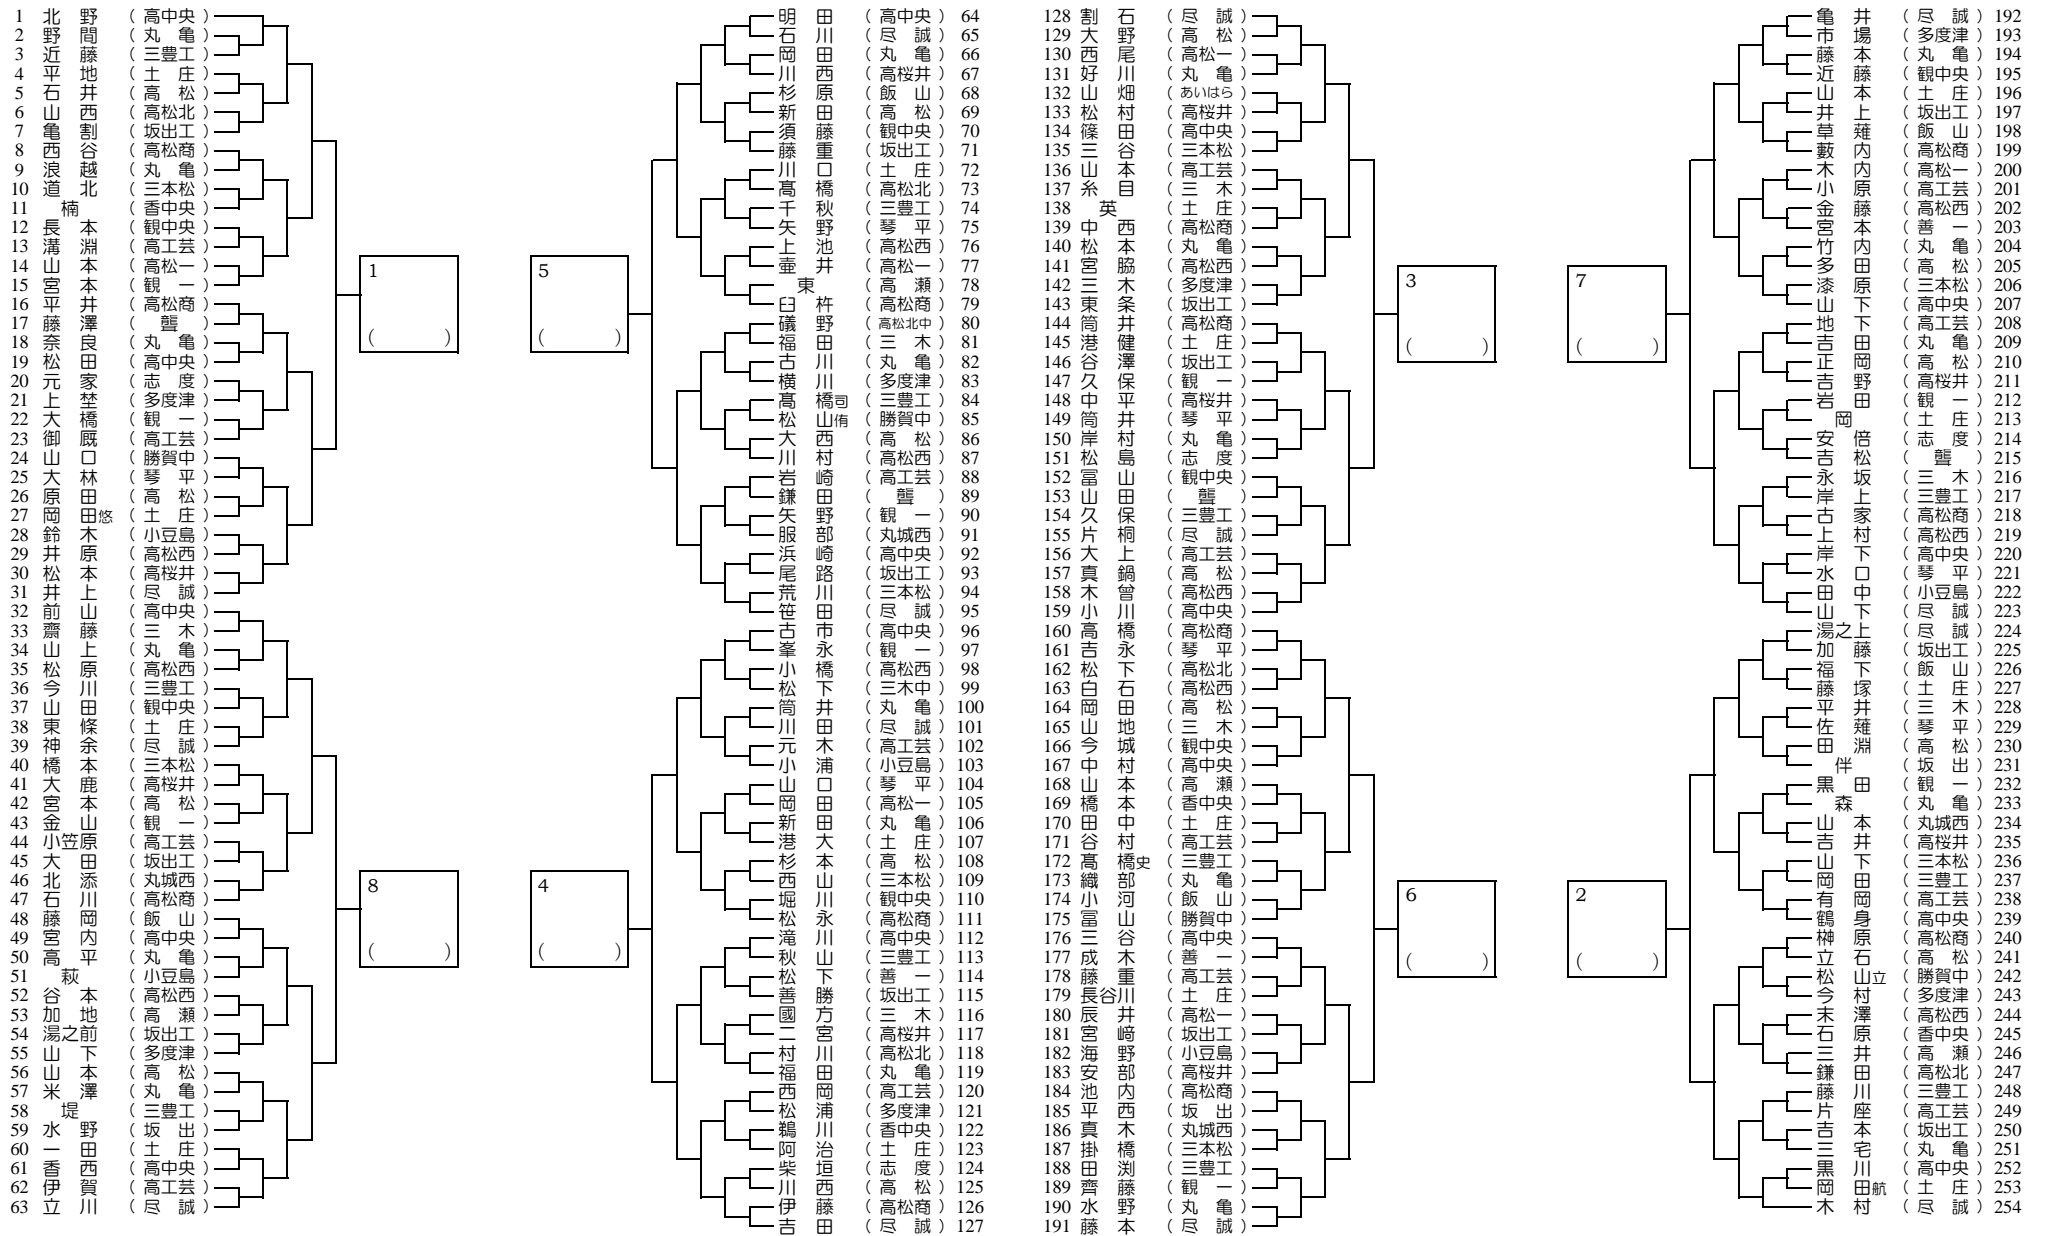 1 北 野 ( 高中央 )
2 野 間 ( 丸 亀 )
3 近 藤 ( 三豊工 )
4 平 地 ( 土 庄 )
5 石 井 ( 高 松 )
6 山 西 ( 高松北 )
7 亀 割 ( 坂出工 )
8 西 谷 ( 高松商 )
9 浪 越 ( 丸 亀 )
10 道 北 ( 三本松 )
11 楠 ( 香中央 )
12 長 本 ( 観中央 )
13 溝 淵 ( 高工芸 )
14 山 本 ( 高松一 )
15 宮 本 ( 観 一 )
16 平 井 ( 高松商 )
17 藤 澤 ( 聾 )
18 奈 良 ( 丸 亀 )
19 松 田 ( 高中央 )
20 元 家 ( 志 度 )
21 上 埜 ( 多度津 )
22 大 橋 ( 観 一 )
23 御 厩 ( 高工芸 )
24 山 口 ( 勝賀中 )
25 大 林 ( 琴 平 )
26 原 田 ( 高 松 )
27 岡 田悠 ( 土 庄 )
28 鈴 木 ( 小豆島 )
29 井 原 ( 高松西 )
30 松 本 ( 高桜井 )
31 井 上 ( 尽 誠 )
32 前 山 ( 高中央 )
33 齋 藤 ( 三 木 )
34 山 上 ( 丸 亀 )
35 松 原 ( 高松西 )
36 今 川 ( 三豊工 )
37 山 田 ( 観中央 )
38 東 條 ( 土 庄 )
39 神 余 ( 尽 誠 )
40 橋 本 ( 三本松 )
41 大 鹿 ( 高桜井 )
42 宮 本 ( 高 松 )
43 金 山 ( 観 一 )
44 小笠原 ( 高工芸 )
45 大 田 ( 坂出工 )
46 北 添 ( 丸城西 )
47 石 川 ( 高松商 )
48 藤 岡 ( 飯 山 )
49 宮 内 ( 高中央 )
50 高 平 ( 丸 亀 )
51 萩 ( 小豆島 )
52 谷 本 ( 高松西 )
53 加 地 ( 高 瀬 )
54 湯之前 ( 坂出工 )
55 山 下 ( 多度津 )
56 山 本 ( 高 松 )
57 米 澤 ( 丸 亀 )
58 堤 ( 三豊工 )
59 水 野 ( 坂 出 )
60 一 田 ( 土 庄 )
61 香 西 ( 高中央 )
62 伊 賀 ( 高工芸 )
63 立 川 ( 尽 誠 )
1
( )
8
( )
5
( )
4
( )
明 田 ( 高中央 ) 64
石 川 ( 尽 誠 ) 65
岡 田 ( 丸 亀 ) 66
川 西 ( 高桜井 ) 67
杉 原 ( 飯 山 ) 68
新 田 ( 高 松 ) 69
須 藤 ( 観中央 ) 70
藤 重 ( 坂出工 ) 71
川 口 ( 土 庄 ) 72
髙 橋 ( 高松北 ) 73
千 秋 ( 三豊工 ) 74
矢 野 ( 琴 平 ) 75
上 池 ( 高松西 ) 76
壷 井 ( 高松一 ) 77
東 ( 高 瀬 ) 78
臼 杵 ( 高松商 ) 79
磯 野 ( 高松北中 ) 80
福 田 ( 三 木 ) 81
古 川 ( 丸 亀 ) 82
横 川 ( 多度津 ) 83
髙 橋司 ( 三豊工 ) 84
松 山侑 ( 勝賀中 ) 85
大 西 ( 高 松 ) 86
川 村 ( 高松西 ) 87
岩 崎 ( 高工芸 ) 88
鎌 田 ( 聾 ) 89
矢 野 ( 観 一 ) 90
服 部 ( 丸城西 ) 91
浜 崎 ( 高中央 ) 92
尾 路 ( 坂出工 ) 93
荒 川 ( 三本松 ) 94
笹 田 ( 尽 誠 ) 95
古 市 ( 高中央 ) 96
峯 永 ( 観 一 ) 97
小 橋 ( 高松西 ) 98
松 下 ( 三木中 ) 99
筒 井 ( 丸 亀 ) 100
川 田 ( 尽 誠 ) 101
元 木 ( 高工芸 ) 102
小 浦 ( 小豆島 ) 103
山 口 ( 琴 平 ) 104
岡 田 ( 高松一 ) 105
新 田 ( 丸 亀 ) 106
港 大 ( 土 庄 ) 107
杉 本 ( 高 松 ) 108
西 山 ( 三本松 ) 109
堀 川 ( 観中央 ) 110
松 永 ( 高松商 ) 111
滝 川 ( 高中央 ) 112
秋 山 ( 三豊工 ) 113
松 下 ( 善 一 ) 114
善 勝 ( 坂出工 ) 115
國 方 ( 三 木 ) 116
二 宮 ( 高桜井 ) 117
村 川 ( 高松北 ) 118
福 田 ( 丸 亀 ) 119
西 岡 ( 高工芸 ) 120
松 浦 ( 多度津 ) 121
鵜 川 ( 香中央 ) 122
阿 治 ( 土 庄 ) 123
柴 垣 ( 志 度 ) 124
川 西 ( 高 松 ) 125
伊 藤 ( 高松商 ) 126
吉 田 ( 尽 誠 ) 127
128 割 石 ( 尽 誠 )
129 大 野 ( 高 松 )
130 西 尾 ( 高松一 )
131 好 川 ( 丸 亀 )
132 山 畑 ( あいはら )
133 松 村 ( 高桜井 )
134 篠 田 ( 高中央 )
135 三 谷 ( 三本松 )
136 山 本 ( 高工芸 )
137 糸 目 ( 三 木 )
138 英 ( 土 庄 )
139 中 西 ( 高松商 )
140 松 本 ( 丸 亀 )
141 宮 脇 ( 高松西 )
142 三 木 ( 多度津 )
143 東 条 ( 坂出工 )
144 筒 井 ( 高松商 )
145 港 健 ( 土 庄 )
146 谷 澤 ( 坂出工 )
147 久 保 ( 観 一 )
148 中 平 ( 高桜井 )
149 筒 井 ( 琴 平 )
150 岸 村 ( 丸 亀 )
151 松 島 ( 志 度 )
152 冨 山 ( 観中央 )
153 山 田 ( 聾 )
154 久 保 ( 三豊工 )
155 片 桐 ( 尽 誠 )
156 大 上 ( 高工芸 )
157 真 鍋 ( 高 松 )
158 木 曽 ( 高松西 )
159 小 川 ( 高中央 )
160 高 橋 ( 高松商 )
161 吉 永 ( 琴 平 )
162 松 下 ( 高松北 )
163 白 石 ( 高松西 )
164 岡 田 ( 高 松 )
165 山 地 ( 三 木 )
166 今 城 ( 観中央 )
167 中 村 ( 高中央 )
168 山 本 ( 高 瀬 )
169 橋 本 ( 香中央 )
170 田 中 ( 土 庄 )
171 谷 村 ( 高工芸 )
172 髙 橋史 ( 三豊工 )
173 織 部 ( 丸 亀 )
174 小 河 ( 飯 山 )
175 冨 山 ( 勝賀中 )
176 三 谷 ( 高中央 )
177 成 木 ( 善 一 )
178 藤 重 ( 高工芸 )
179 長谷川 ( 土 庄 )
180 辰 井 ( 高松一 )
181 宮 﨑 ( 坂出工 )
182 海 野 ( 小豆島 )
183 安 部 ( 高桜井 )
184 池 内 ( 高松商 )
185 平 西 ( 坂 出 )
186 真 木 ( 丸城西 )
187 掛 橋 ( 三本松 )
188 田 渕 ( 三豊工 )
189 齊 藤 ( 観 一 )
190 水 野 ( 丸 亀 )
191 藤 本 ( 尽 誠 )
3
( )
6
( )
7
( )
2
( )
亀 井 ( 尽 誠 ) 192
市 場 ( 多度津 ) 193
藤 本 ( 丸 亀 ) 194
近 藤 ( 観中央 ) 195
山 本 ( 土 庄 ) 196
井 上 ( 坂出工 ) 197
草 薙 ( 飯 山 ) 198
藪 内 ( 高松商 ) 199
木 内 ( 高松一 ) 200
小 原 ( 高工芸 ) 201
金 藤 ( 高松西 ) 202
宮 本 ( 善 一 ) 203
竹 内 ( 丸 亀 ) 204
多 田 ( 高 松 ) 205
漆 原 ( 三本松 ) 206
山 下 ( 高中央 ) 207
地 下 ( 高工芸 ) 208
吉 田 ( 丸 亀 ) 209
正 岡 ( 高 松 ) 210
吉 野 ( 高桜井 ) 211
岩 田 ( 観 一 ) 212
岡 ( 土 庄 ) 213
安 倍 ( 志 度 ) 214
吉 松 ( 聾 ) 215
永 坂 ( 三 木 ) 216
岸 上 ( 三豊工 ) 217
古 家 ( 高松商 ) 218
上 村 ( 高松西 ) 219
岸 下 ( 高中央 ) 220
水 口 ( 琴 平 ) 221
田 中 ( 小豆島 ) 222
山 下 ( 尽 誠 ) 223
湯之上 ( 尽 誠 ) 224
加 藤 ( 坂出工 ) 225
福 下 ( 飯 山 ) 226
藤 塚 ( 土 庄 ) 227
平 井 ( 三 木 ) 228
佐 薙 ( 琴 平 ) 229
田 淵 ( 高 松 ) 230
伴 ( 坂 出 ) 231
黒 田 ( 観 一 ) 232
森 ( 丸 亀 ) 233
山 本 ( 丸城西 ) 234
吉 井 ( 高桜井 ) 235
山 下 ( 三本松 ) 236
岡 田 ( 三豊工 ) 237
有 岡 ( 高工芸 ) 238
鶴 身 ( 高中央 ) 239
榊 原 ( 高松商 ) 240
立 石 ( 高 松 ) 241
松 山立 ( 勝賀中 ) 242
今 村 ( 多度津 ) 243
末 澤 ( 高松西 ) 244
石 原 ( 香中央 ) 245
三 井 ( 高 瀬 ) 246
鎌 田 ( 高松北 ) 247
藤 川 ( 三豊工 ) 248
片 座 ( 高工芸 ) 249
吉 本 ( 坂出工 ) 250
三 宅 ( 丸 亀 ) 251
黒 川 ( 高中央 ) 252
岡 田航 ( 土 庄 ) 253
木 村 ( 尽 誠 ) 254